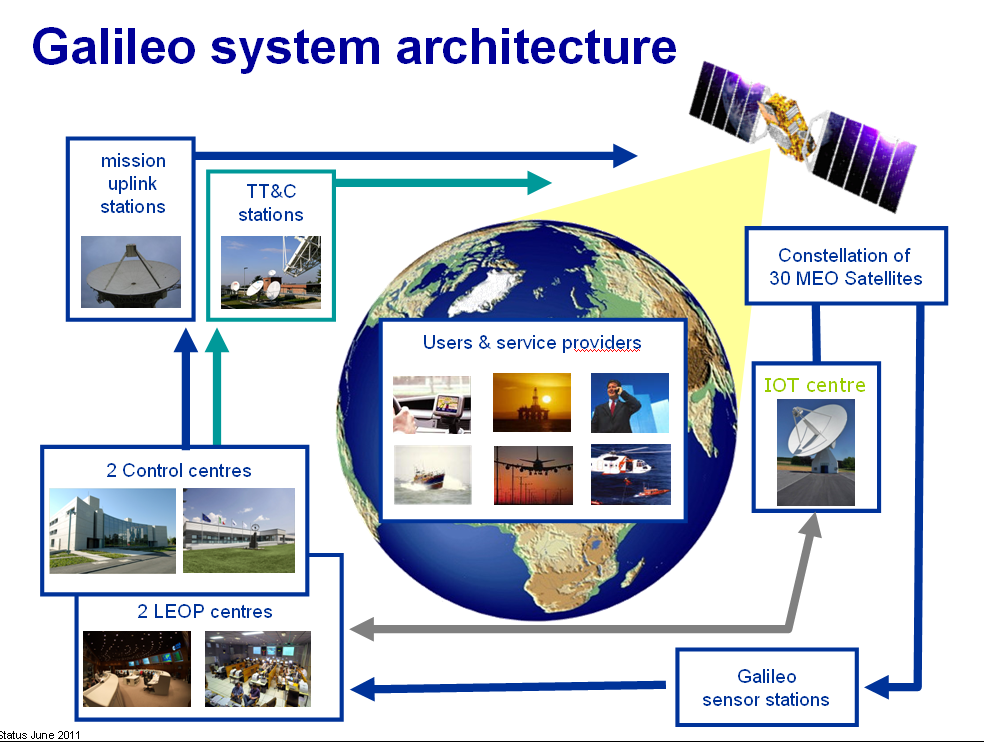 Galileo system architecture
mission
uplink
stations
TT&C
stations
Constellation of
30 MEO Satellites
Users & service providers
IOT centre
2 Control centres
2 LEOP centres
Galileo
sensor stations
Status June 2011